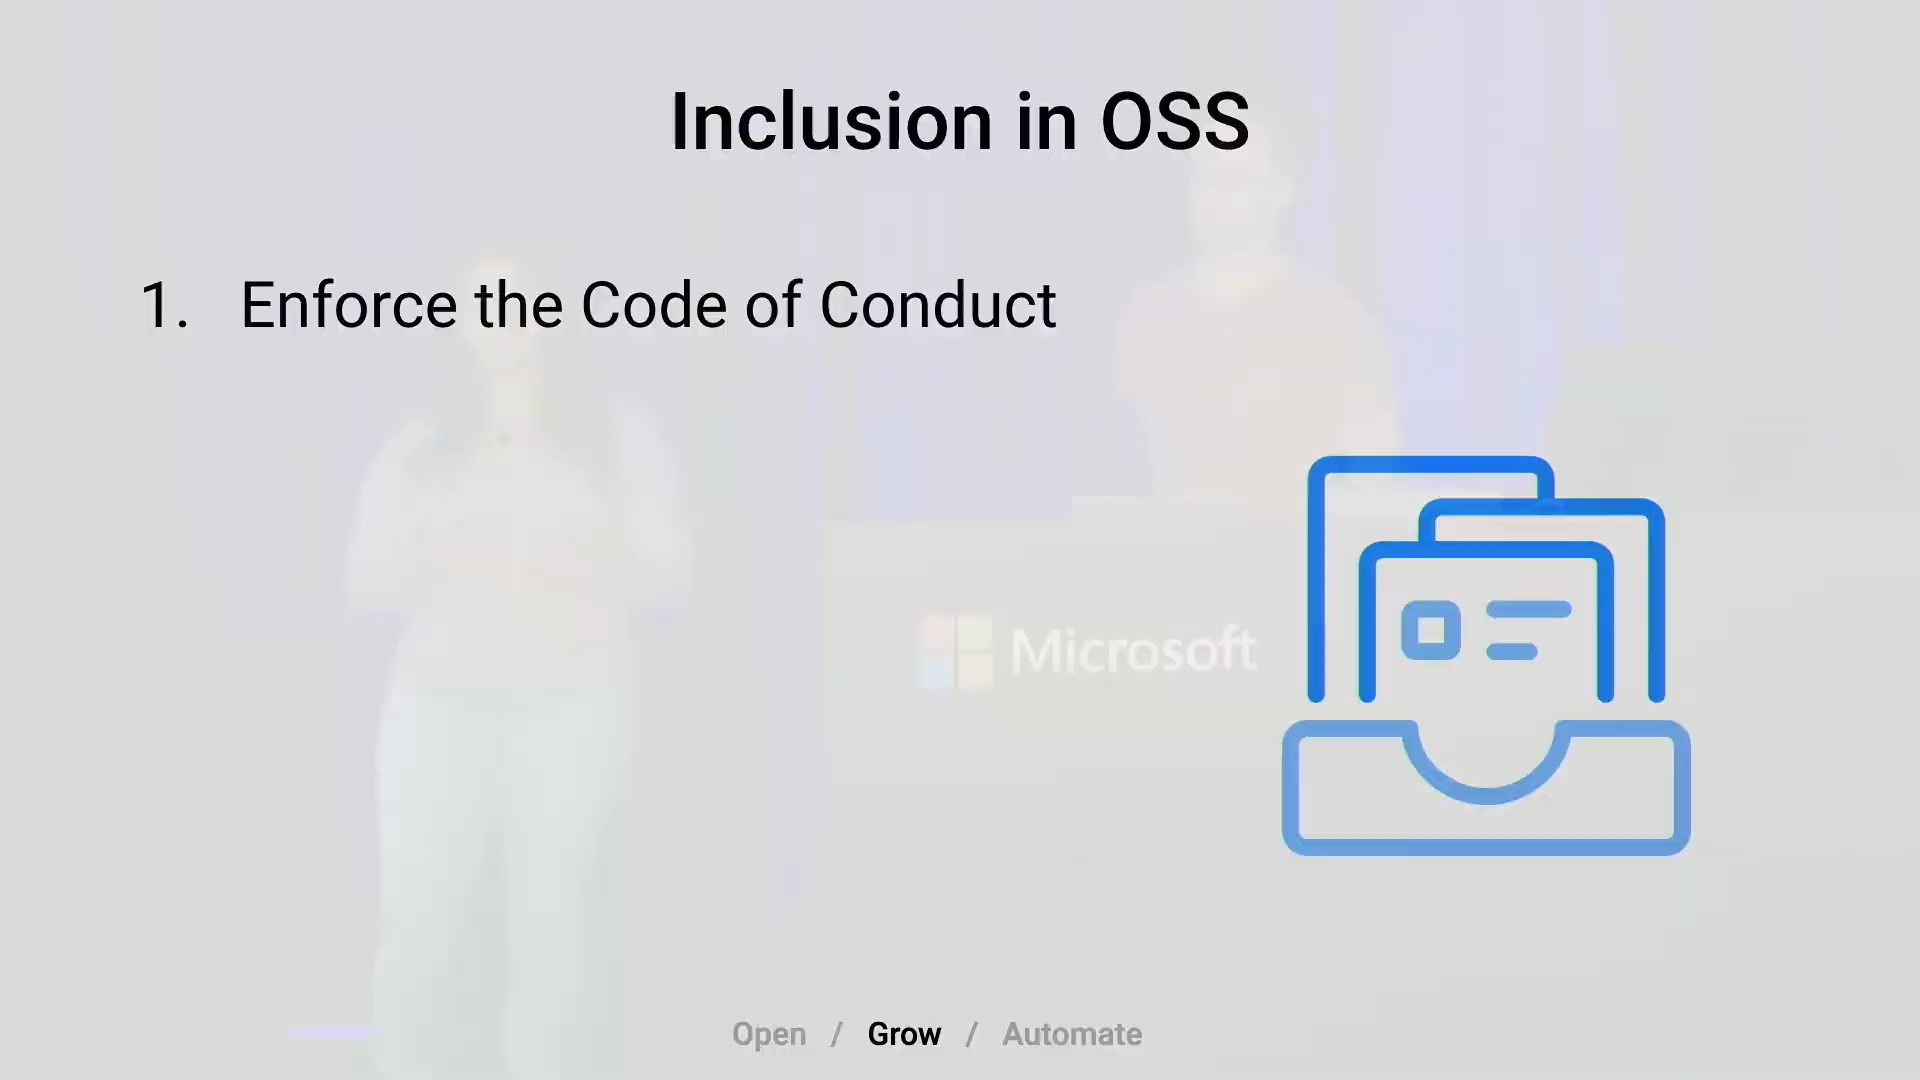 Inclusion in OSS
1. Enforce the Code of Conduct
Microsoft
Open / Grow / Automate